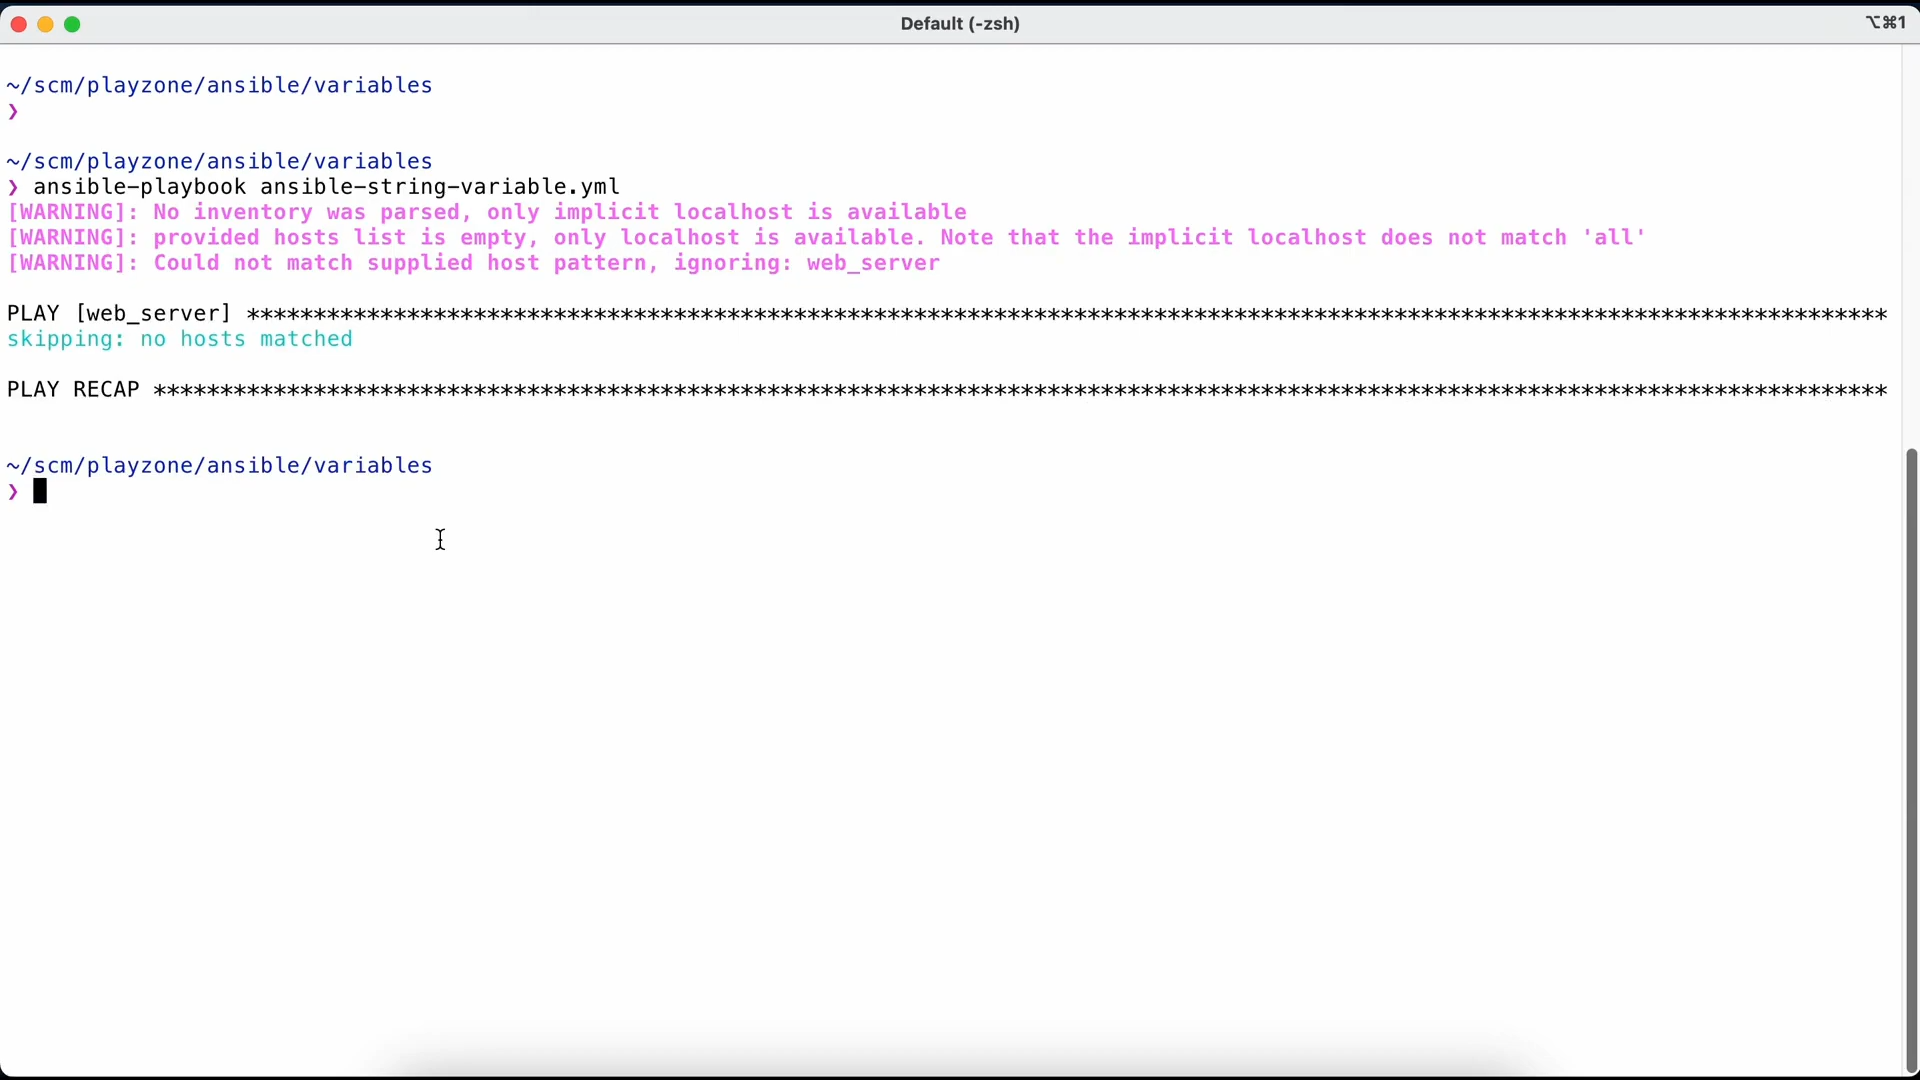 Default (-zsh)
⌥⌘1
~/scm/playzone/ansible/variables
❯
~/scm/playzone/ansible/variables
❯ ansible-playbook ansible-string-variable.yml
[WARNING]: No inventory was parsed, only implicit localhost is available
[WARNING]: provided hosts list is empty, only localhost is available. Note that the implicit localhost does not match 'all'
[WARNING]: Could not match supplied host pattern, ignoring: web_server
PLAY [web_server] ***************************************************************************************************************************
skipping: no hosts matched
PLAY RECAP **********************************************************************************************************************************
~/scm/playzone/ansible/variables
❯